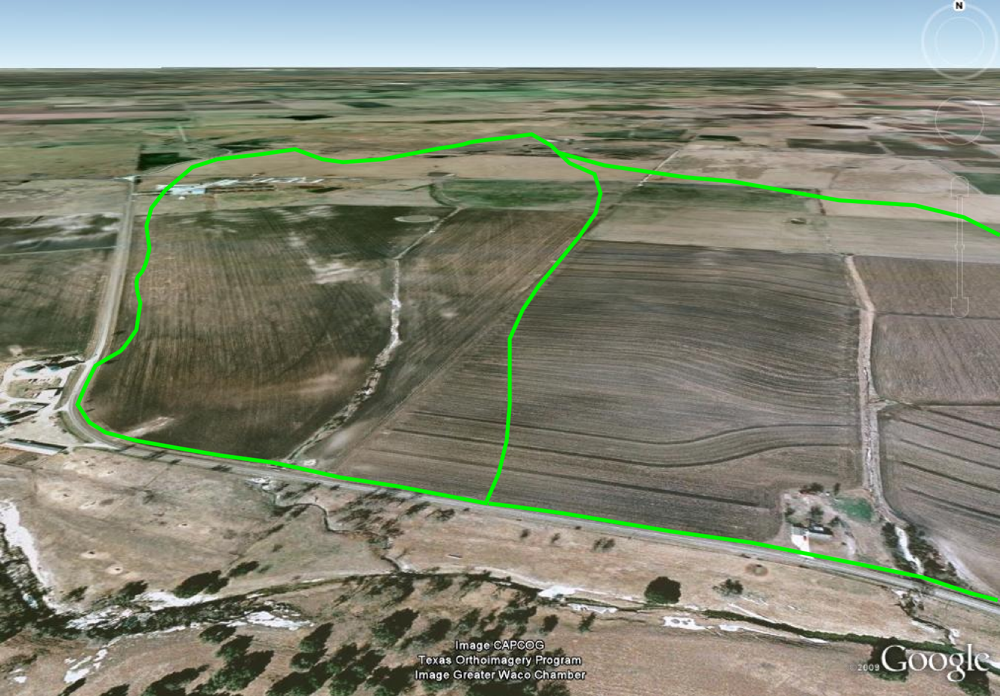 N
Image CAPCOG
Texas Orthoimagery Program
Image Greater Waco Chamber
©2009 Google